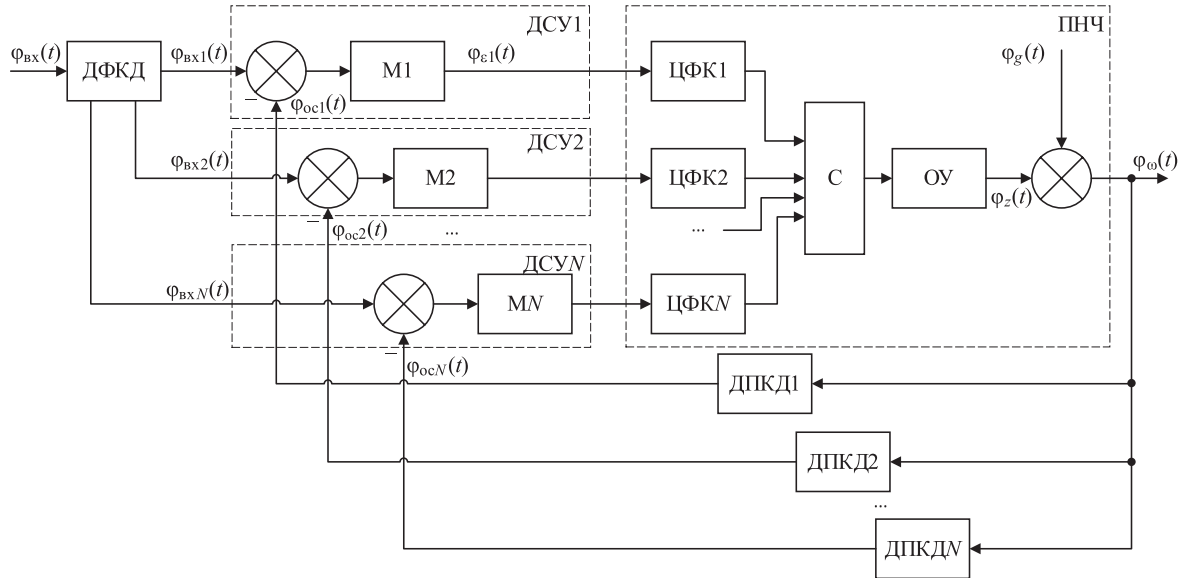 ДСУ1
ПНЧ
φвх(t)
ДФКД
φвх1(t)
М1
φε1(t)
ЦФК1
φg(t)
–
φос1(t)
ДСУ2
φвх2(t)
М2
ЦФК2
С
ОУ
φz(t)
φω(t)
–
φос2(t)
...
...
ДСУN
φвхN(t)
МN
ЦФКN
–
φосN(t)
ДПКД1
ДПКД2
...
ДПКДN